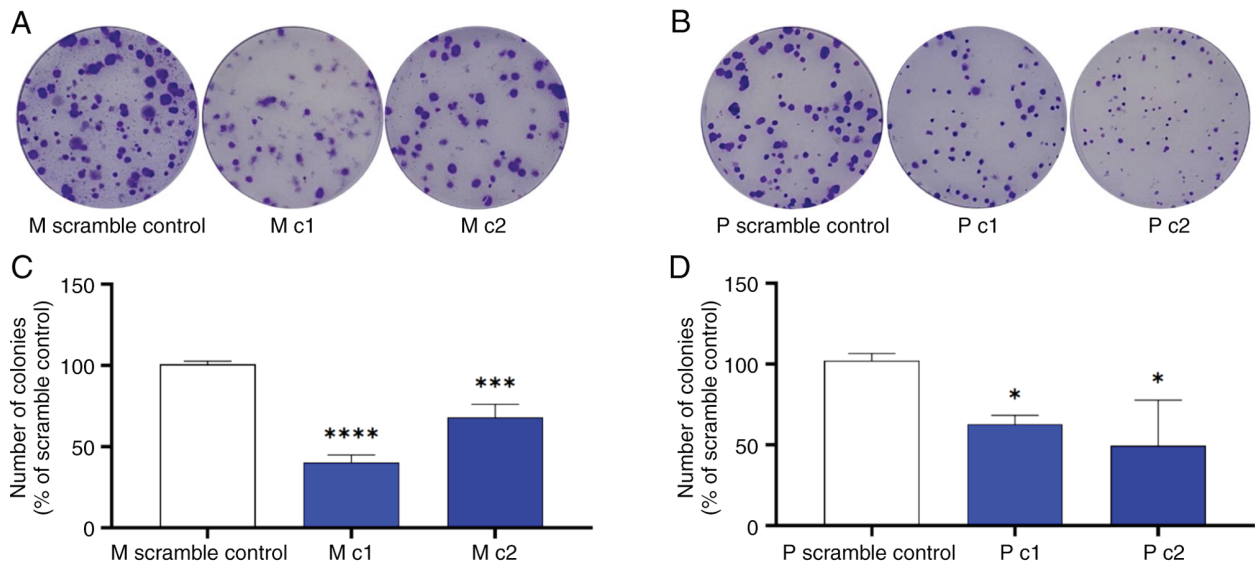 A
M scramble control
M c1
M c2
B
P scramble control
P c1
P c2
C
Number of colonies
(% of scramble control)
150
100
50
0
****
***
M scramble control
M c1
M c2
D
Number of colonies
(% of scramble control)
150
100
50
0
*
*
P scramble control
P c1
P c2